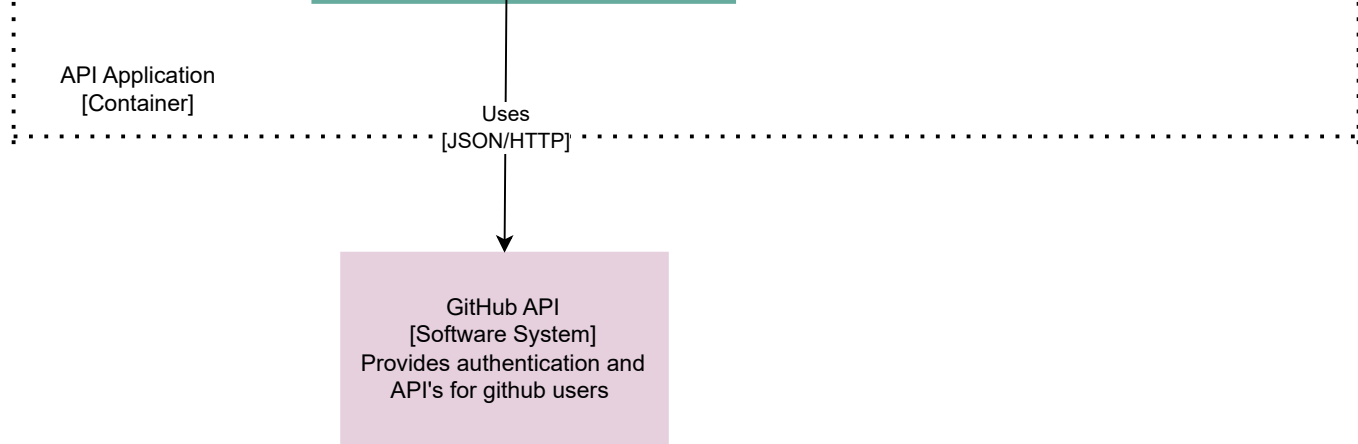 API Application
[Container]
Uses
[JSON/HTTP]
GitHub API
[Software System]
Provides authentication and
API's for github users